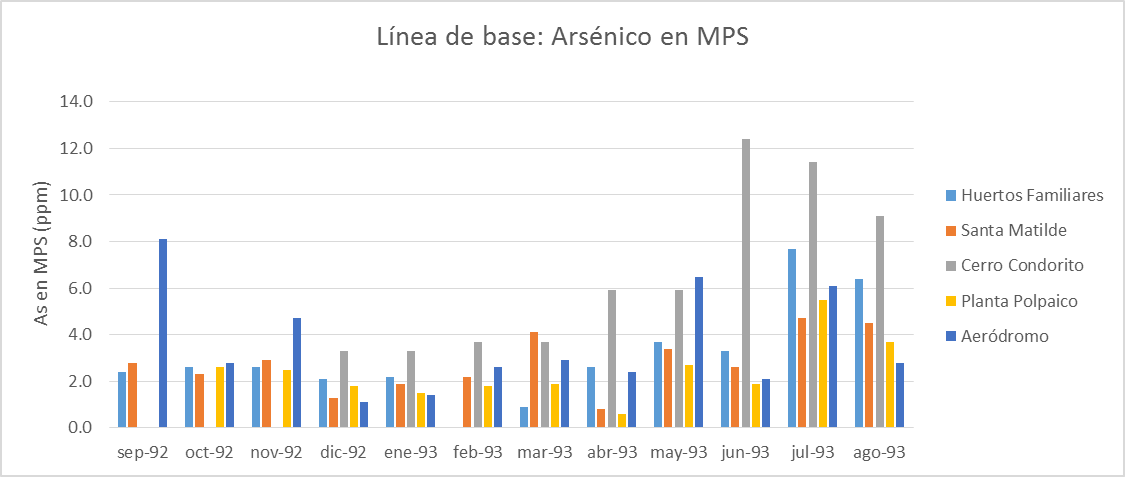 Línea de base: Arsénico en MPS
As en MPS (ppm)
14.0
12.0
10.0
8.0
6.0
4.0
2.0
0.0
sep-92 oct-92 nov-92 dic-92 ene-93 feb-93 mar-93 abr-93 may-93 jun-93 jul-93 ago-93
Huertos Familiares
Santa Matilde
Cerro Condorito
Planta Polpaico
Aeródromo